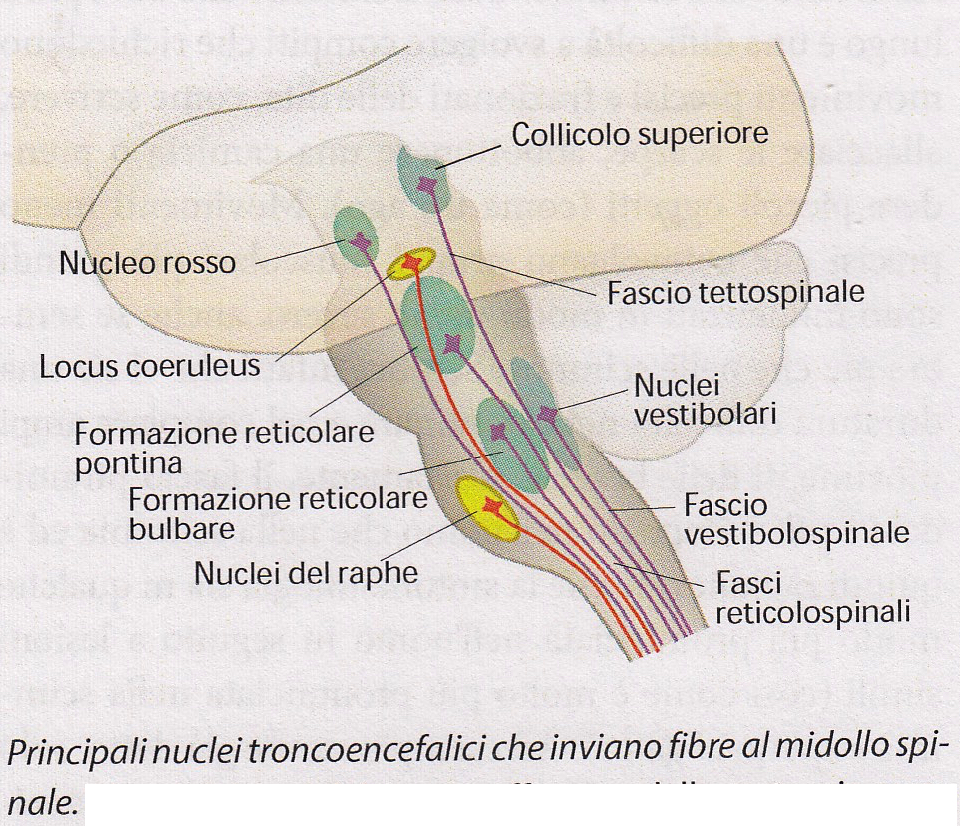 Collicolo superiore
Nucleo rosso
Fascio tettospinale
Locus coeruleus
Nuclei
vestibolari
Formazione reticolare
pontina
Formazione reticolare
bulbare
Fascio
vestibolospinale
Nuclei del raphe
Fasci
reticolospinali
Principali nuclei troncoencefalici che inviano fibre al midollo spi-
nale.